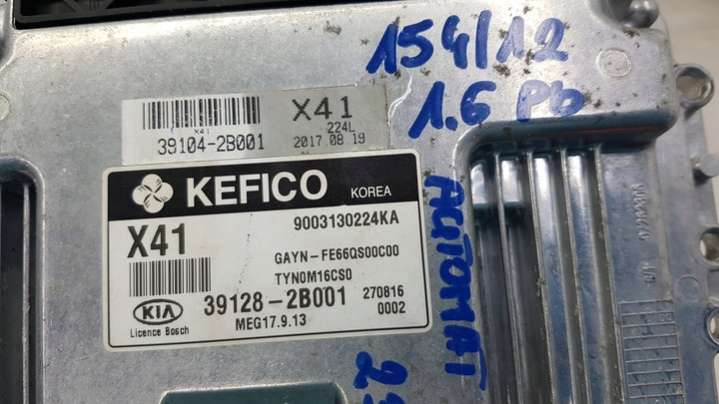 154/12
1.6 Pb
X41
224L
2017 08 19
X41
39104-2B001
KEFICO KOREA
X41
9003130224KA
GAYN-FE66QS00C00
TYN0M16CS0
KIA
39128-2B001
270816
0002
Licence Bosch
MEG17.9.13
AUTOMAT